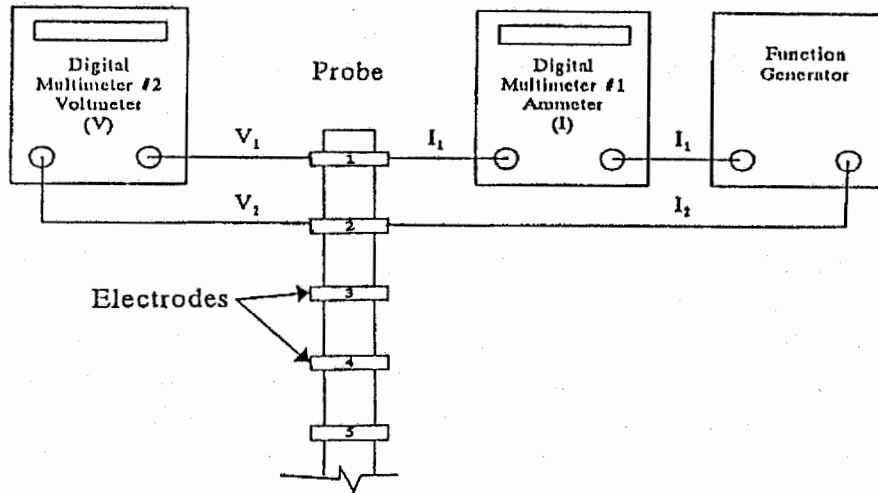 Digital
Multimeter #2
Voltmeter
(V)
Probe
Digital
Multimeter #1
Ammeter
(I)
Function
Generator
V₁
1
I₁
I₁
V₂
2
I₂
Electrodes
3
4
5